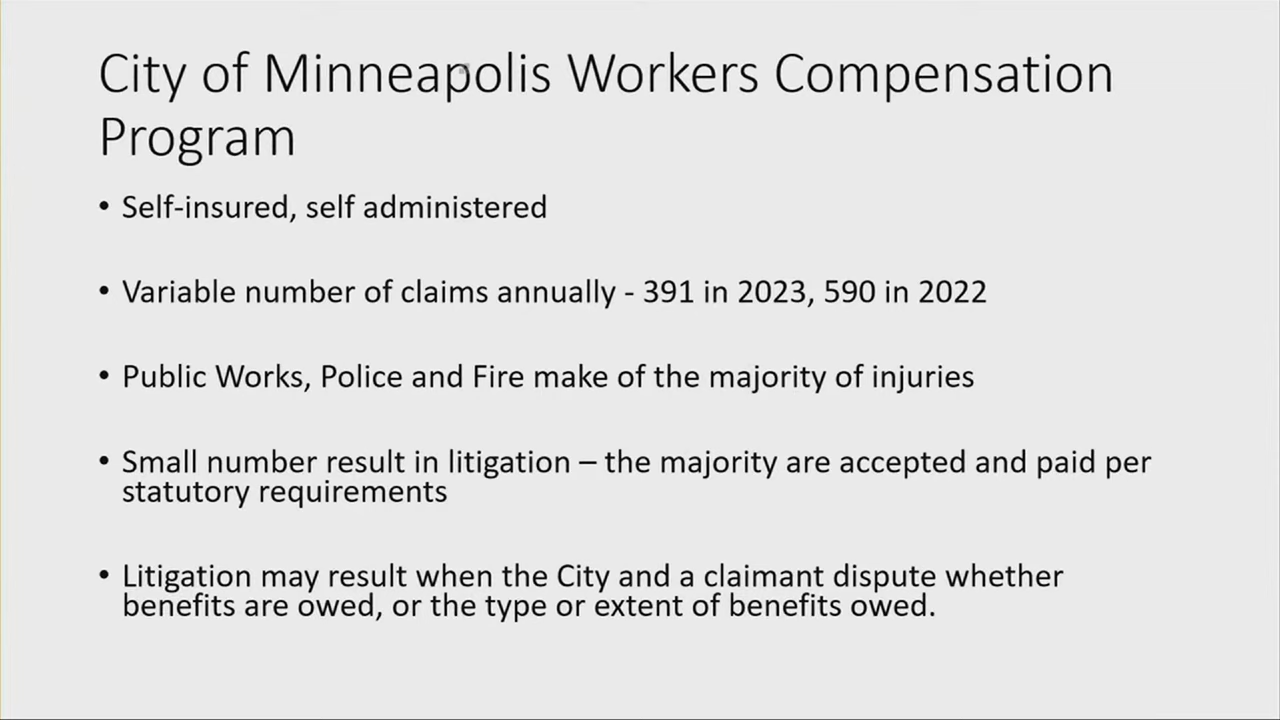 City of Minneapolis Workers Compensation
Program
• Self-insured, self administered
• Variable number of claims annually - 391 in 2023, 590 in 2022
• Public Works, Police and Fire make of the majority of injuries
• Small number result in litigation – the majority are accepted and paid per
statutory requirements
• Litigation may result when the City and a claimant dispute whether
benefits are owed, or the type or extent of benefits owed.